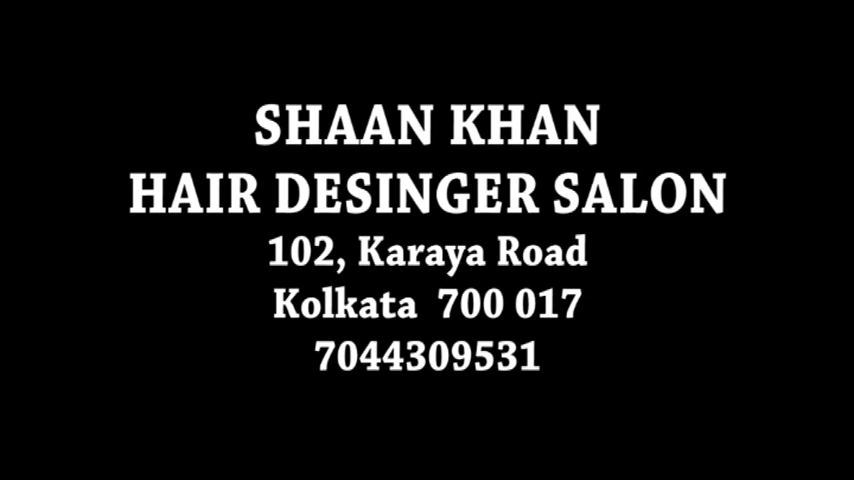 SHAAN KHAN
HAIR DESINGER SALON
102, Karaya Road
Kolkata 700 017
7044309531